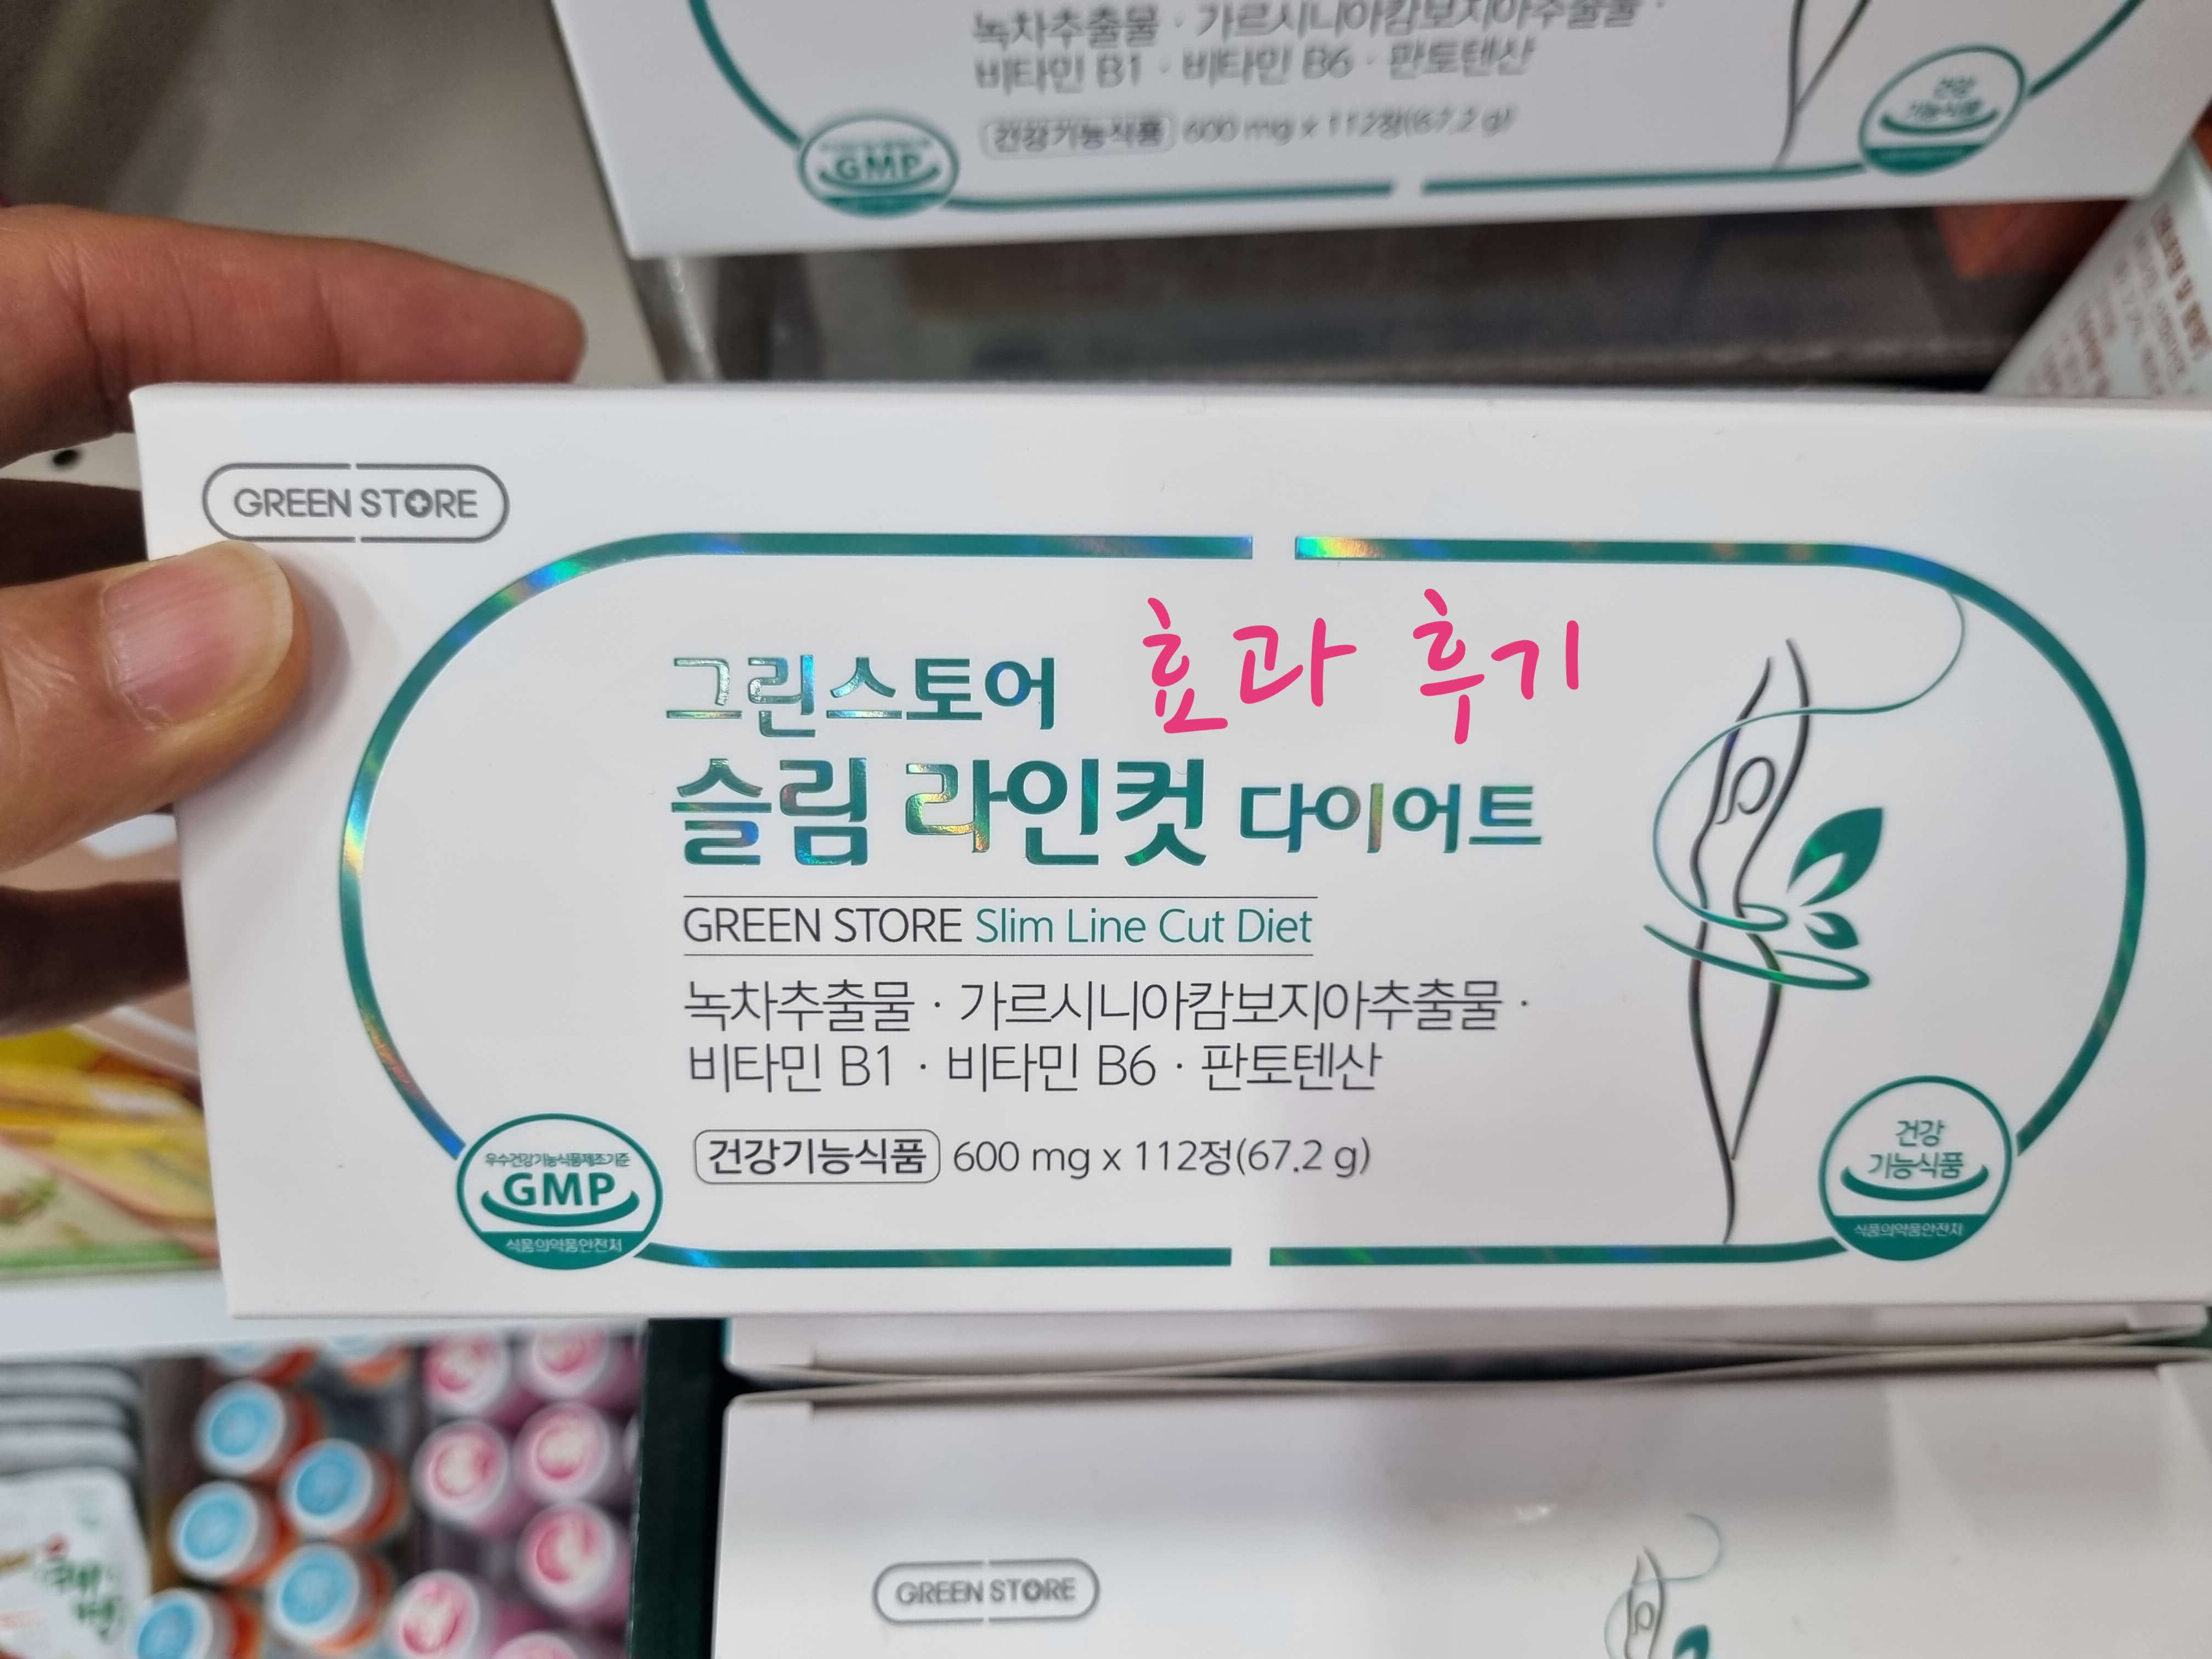 녹차추출물 · 가르시니아캄보지아추출물 ·
비타민 B1 · 비타민 B6 · 판토텐산
건강기능식품 600 mg x 112정(67.2 g)
GMP
건강
기능식품
GREEN STORE
효과 후기
그린스토어
슬림 라인컷 다이어트
GREEN STORE Slim Line Cut Diet
녹차추출물 · 가르시니아캄보지아추출물 ·
비타민 B1 · 비타민 B6 · 판토텐산
건강기능식품 600 mg x 112정(67.2 g)
우수건강기능식품제조기준
GMP
식품의약품안전처
건강
기능식품
식품의약품안전처
GREEN STORE